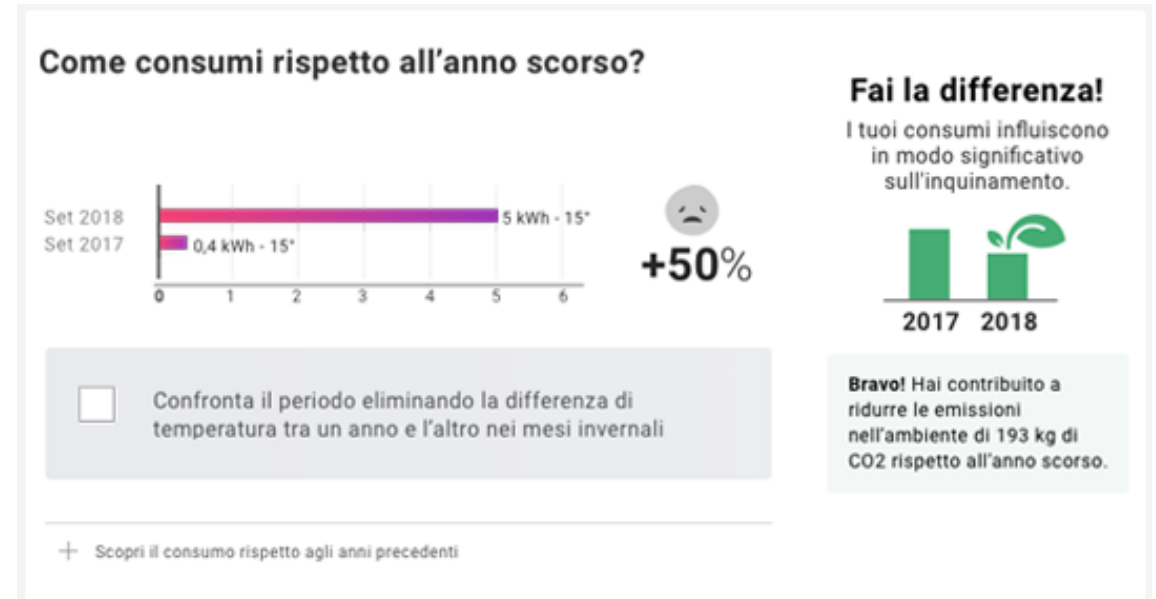 Come consumi rispetto all'anno scorso?
Set 2018
5 kWh - 15°
Set 2017
0,4 kWh - 15°
0 1 2 3 4 5 6
+50%
Confronta il periodo eliminando la differenza di
temperatura tra un anno e l'altro nei mesi invernali
+ Scopri il consumo rispetto agli anni precedenti
Fai la differenza!
I tuoi consumi influiscono
in modo significativo
sull'inquinamento.
2017 2018
Bravo! Hai contribuito a
ridurre le emissioni
nell'ambiente di 193 kg di
CO2 rispetto all'anno scorso.